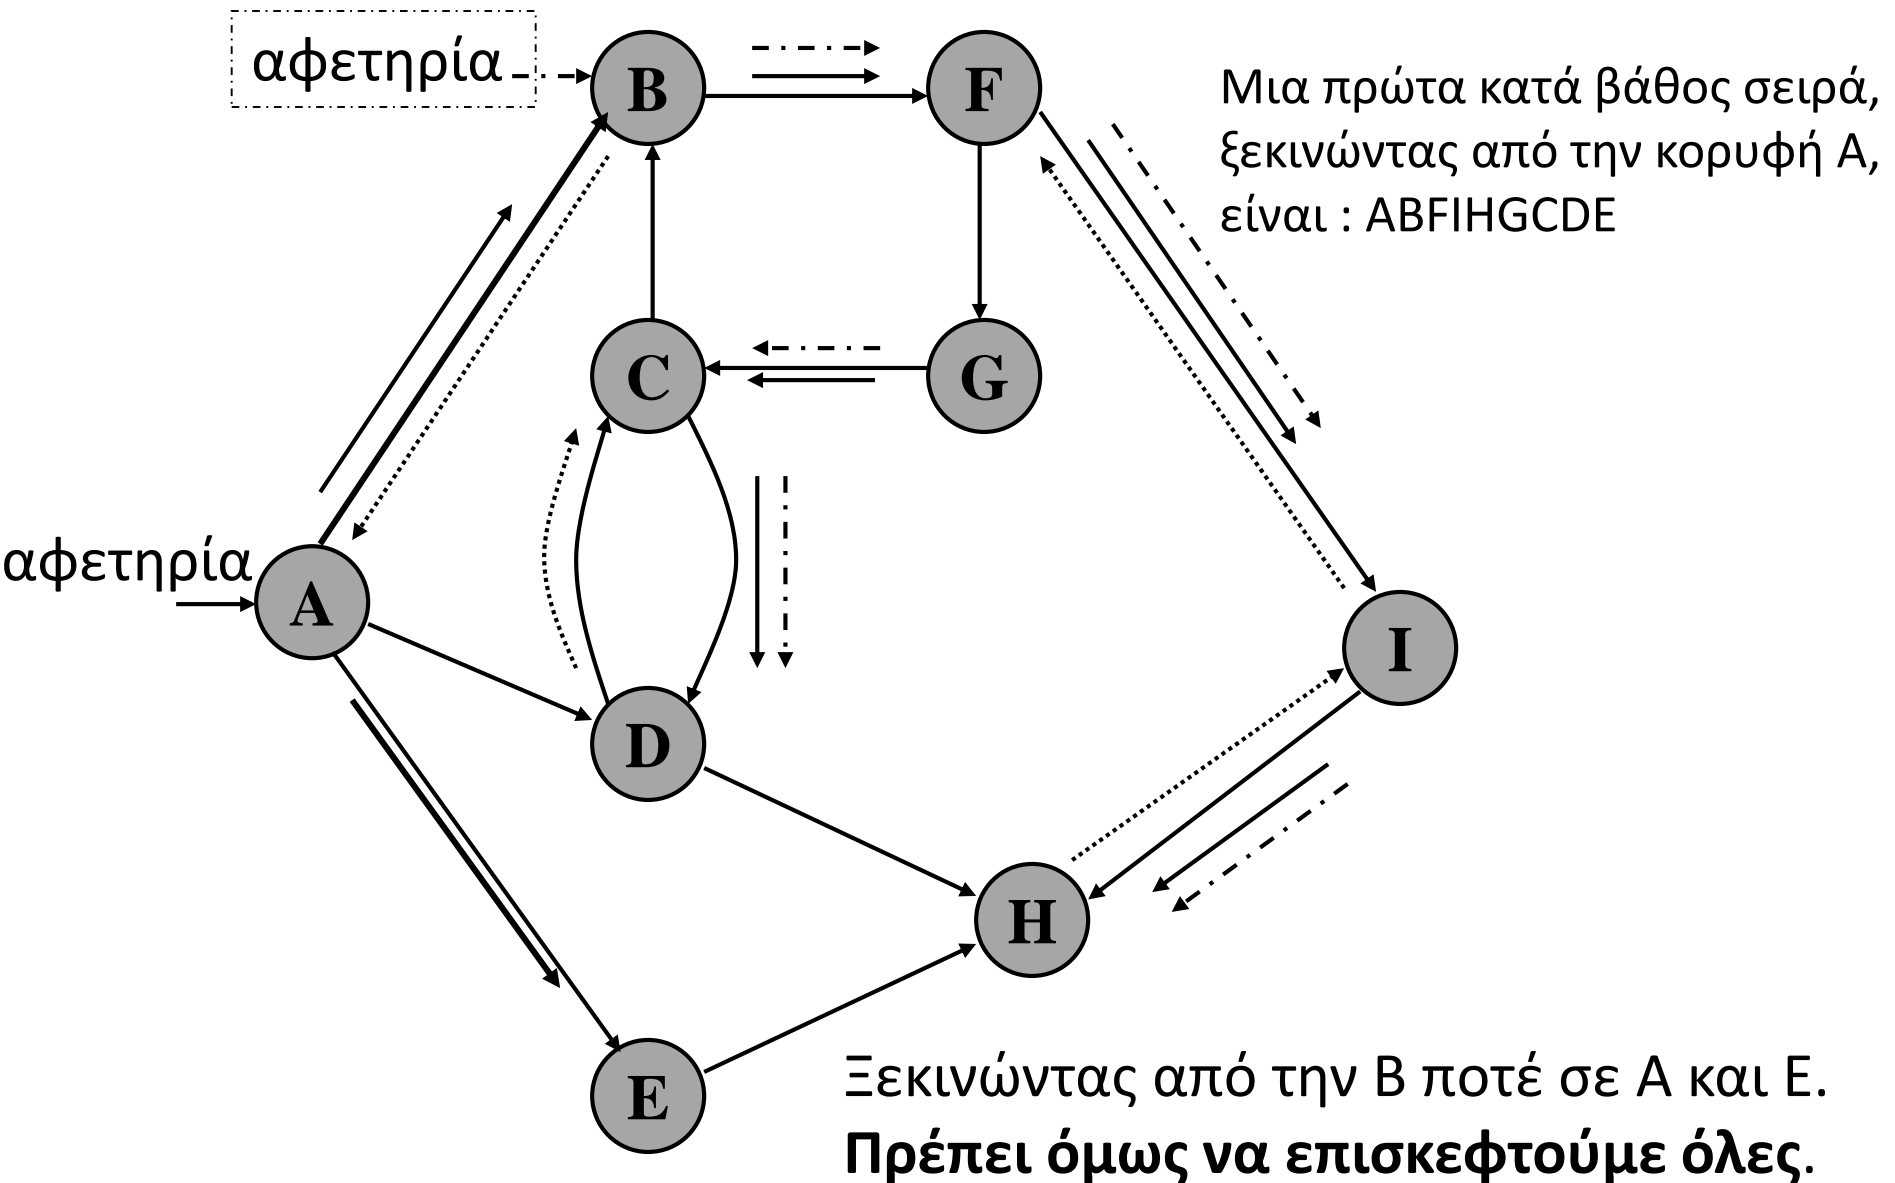 αφετηρία
B
F
Μια πρώτα κατά βάθος σειρά,
ξεκινώντας από την κορυφή A,
είναι : ABFIHGCDE
C
G
αφετηρία
A
I
D
H
E
Ξεκινώντας από την B ποτέ σε A και E.
Πρέπει όμως να επισκεφτούμε όλες.